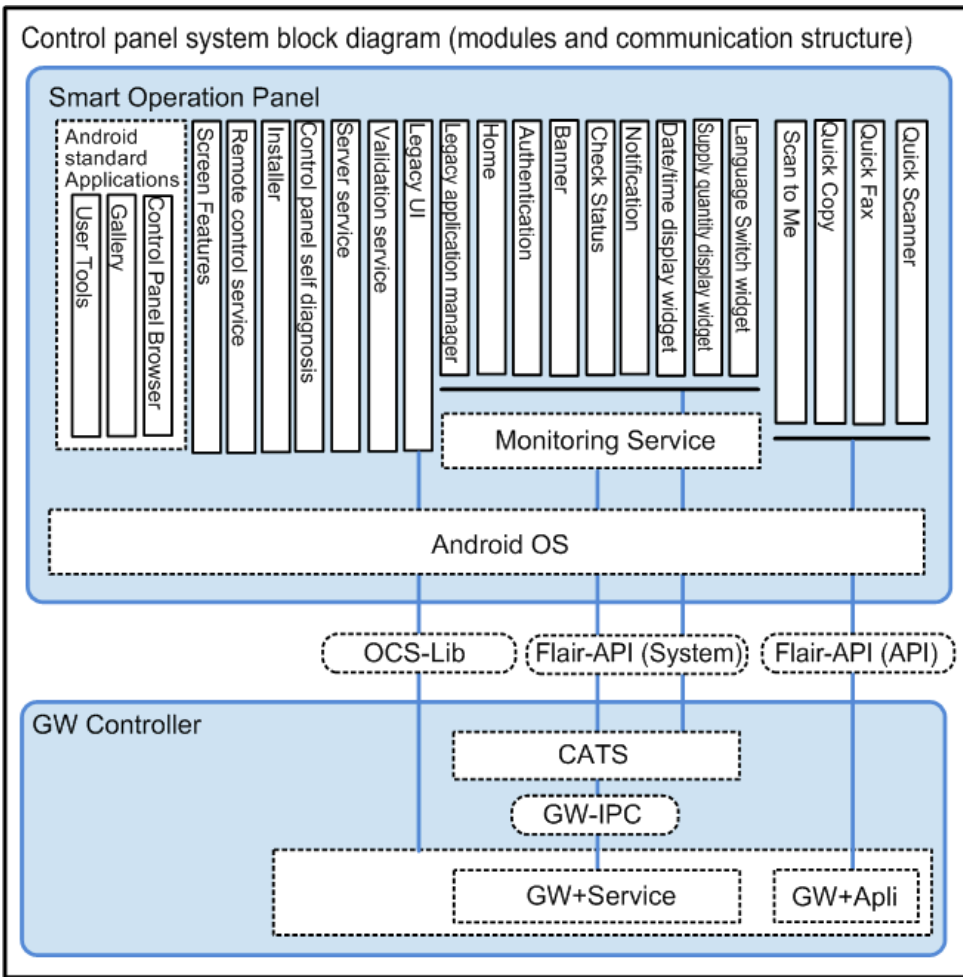 Control panel system block diagram (modules and communication structure)
Smart Operation Panel
Android
standard
Applications
User Tools
Gallery
Control Panel Browser
Screen Features
Remote control service
Installer
Control panel self diagnosis
Server service
Validation service
Legacy UI
Legacy application manager
Home
Authentication
Banner
Check Status
Notification
Date/time display widget
Supply quantity display widget
Language Switch widget
Scan to Me
Quick Copy
Quick Fax
Quick Scanner
Monitoring Service
Android OS
OCS-Lib
Flair-API (System)
Flair-API (API)
GW Controller
CATS
GW-IPC
GW+Service
GW+Apli